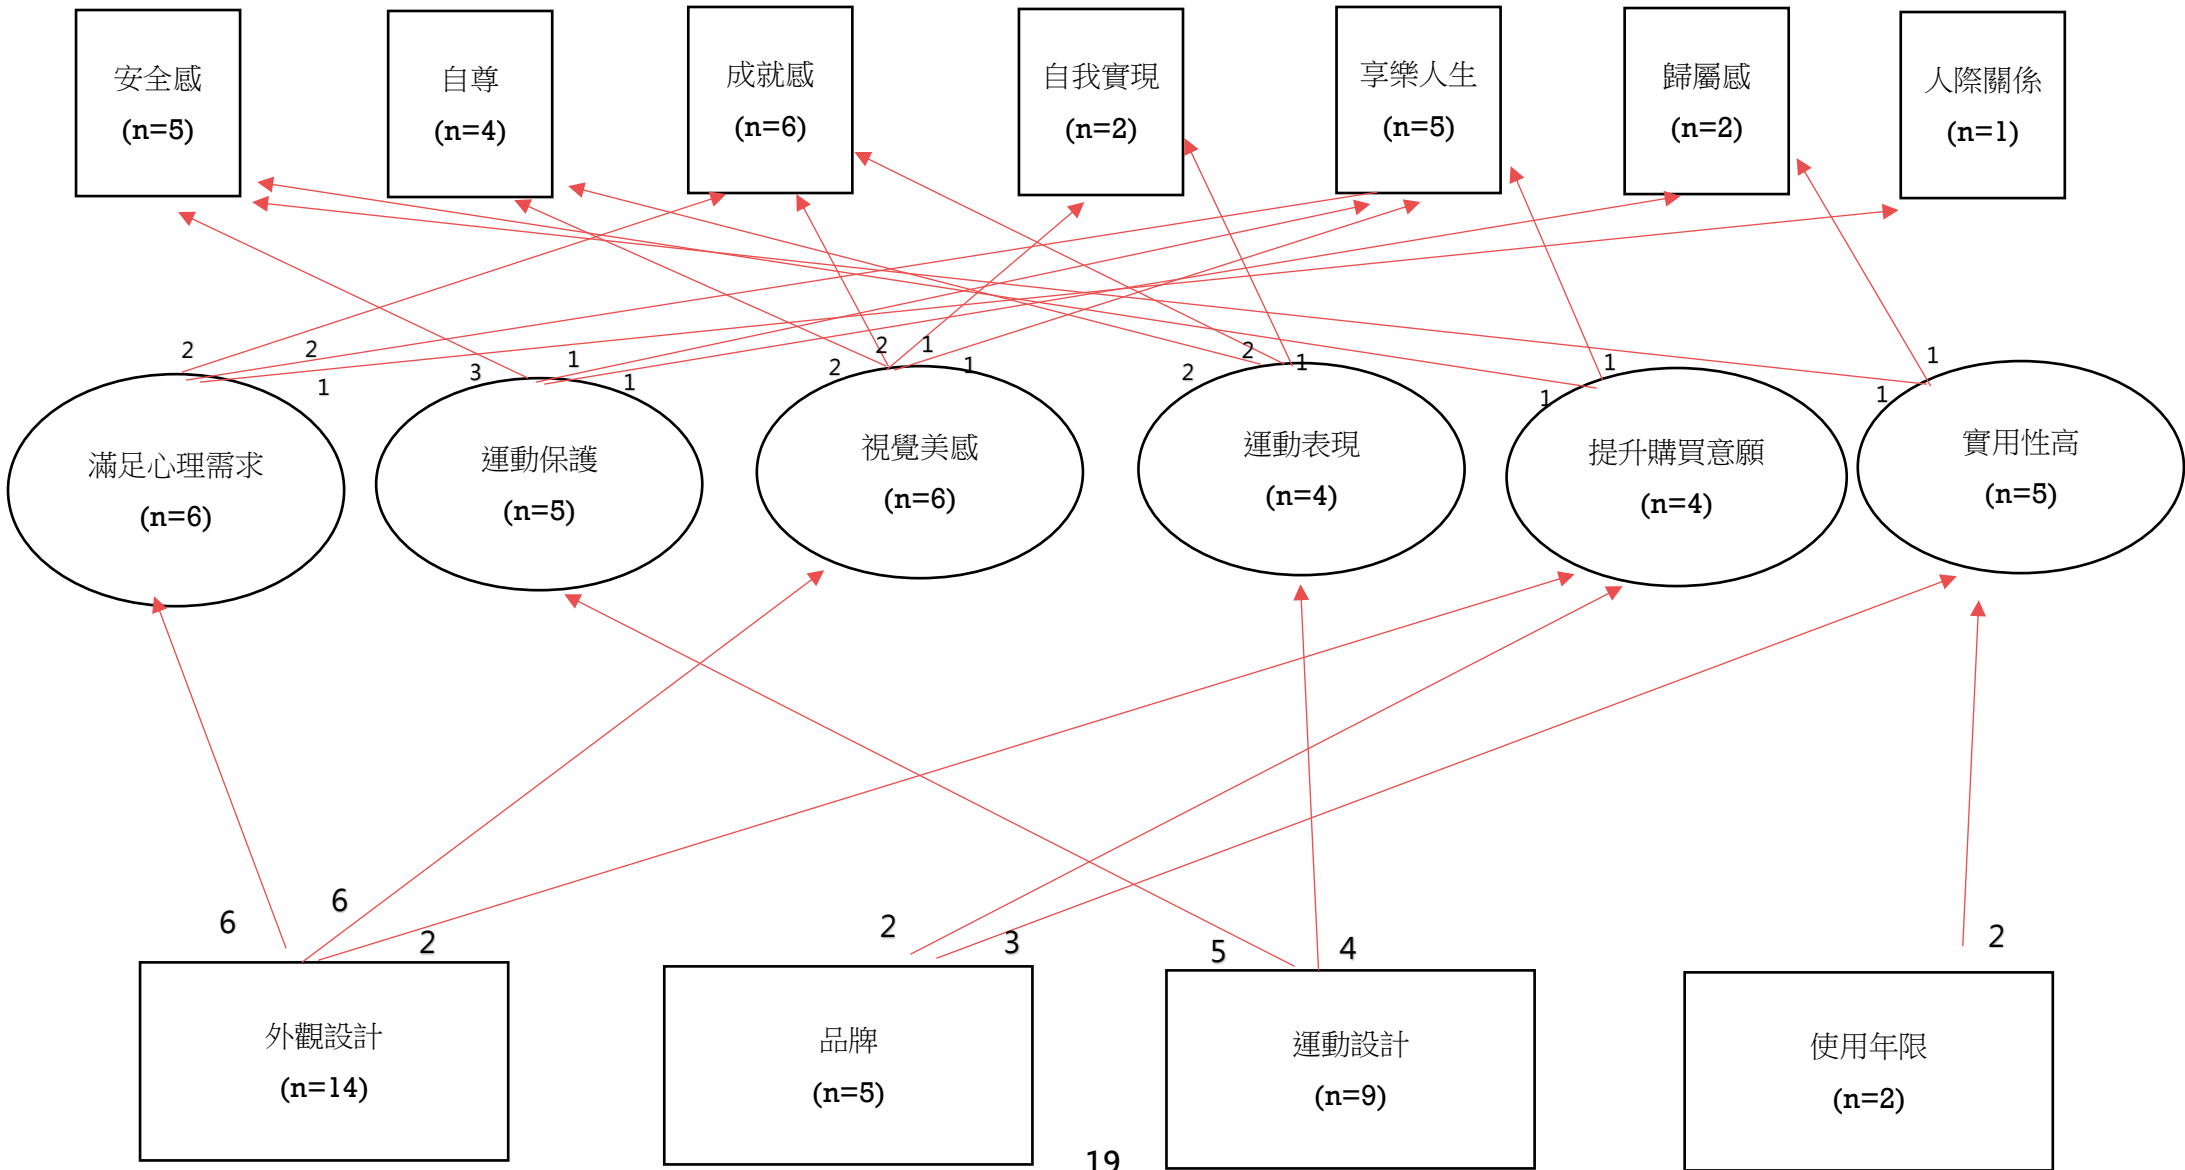 安全感
(n=5)
自尊
(n=4)
成就感
(n=6)
自我實現
(n=2)
享樂人生
(n=5)
歸屬感
(n=2)
人際關係
(n=1)
2
2
1
3
1
1
2
2
1
1
2
2
1
1
1
1
1
滿足心理需求
(n=6)
運動保護
(n=5)
視覺美感
(n=6)
運動表現
(n=4)
提升購買意願
(n=4)
實用性高
(n=5)
6
6
2
2
3
5
4
2
外觀設計
(n=14)
品牌
(n=5)
運動設計
(n=9)
使用年限
(n=2)
19